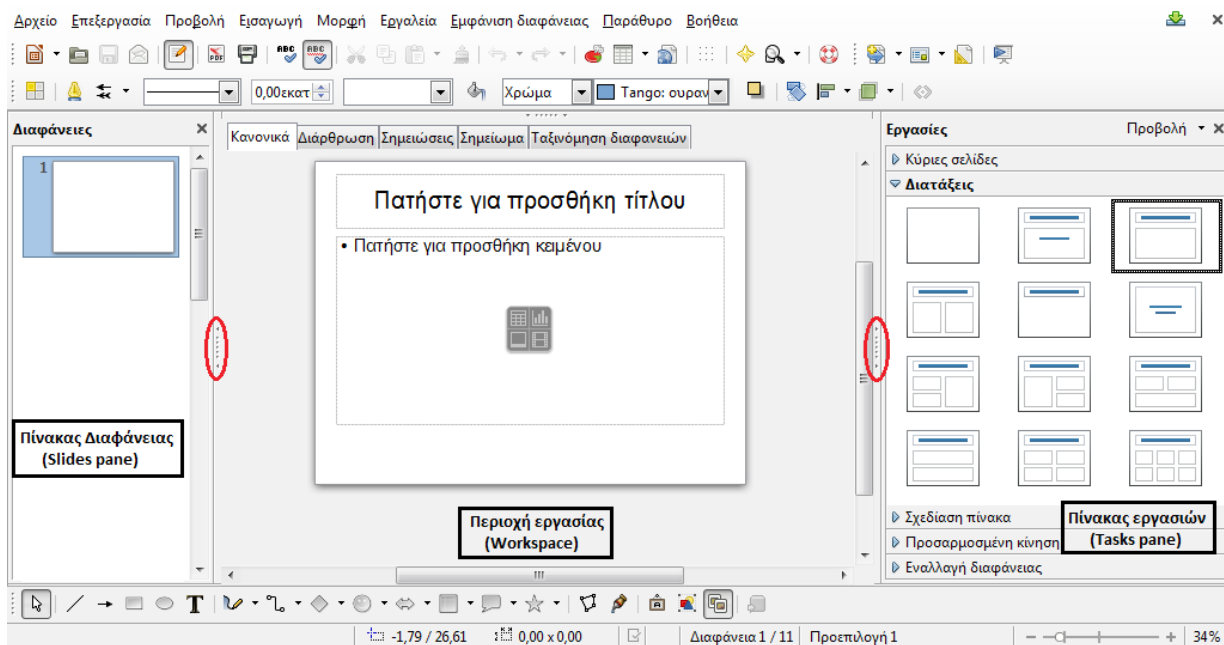 Αρχείο Επεξεργασία Προβολή Εισαγωγή Μορφή Εργαλεία Εμφάνιση διαφάνειας Παράθυρο Βοήθεια
PDF ABC ABC
0,00εκατ Χρώμα Tango: ουραν
Διαφάνειες
1
Κανονικά Διάρθρωση Σημειώσεις Σημείωμα Ταξινόμηση διαφανειών
Πατήστε για προσθήκη τίτλου
• Πατήστε για προσθήκη κειμένου
Πίνακας Διαφάνειας
(Slides pane)
Περιοχή εργασίας
(Workspace)
Εργασίες Προβολή
Κύριες σελίδες
Διατάξεις
Σχεδίαση πίνακα
Προσαρμοσμένη κίνηση
Εναλλαγή διαφάνειας
Πίνακας εργασιών
(Tasks pane)
T
-1,79 / 26,61 0,00 x 0,00 Διαφάνεια 1 / 11 Προεπιλογή 1 34%